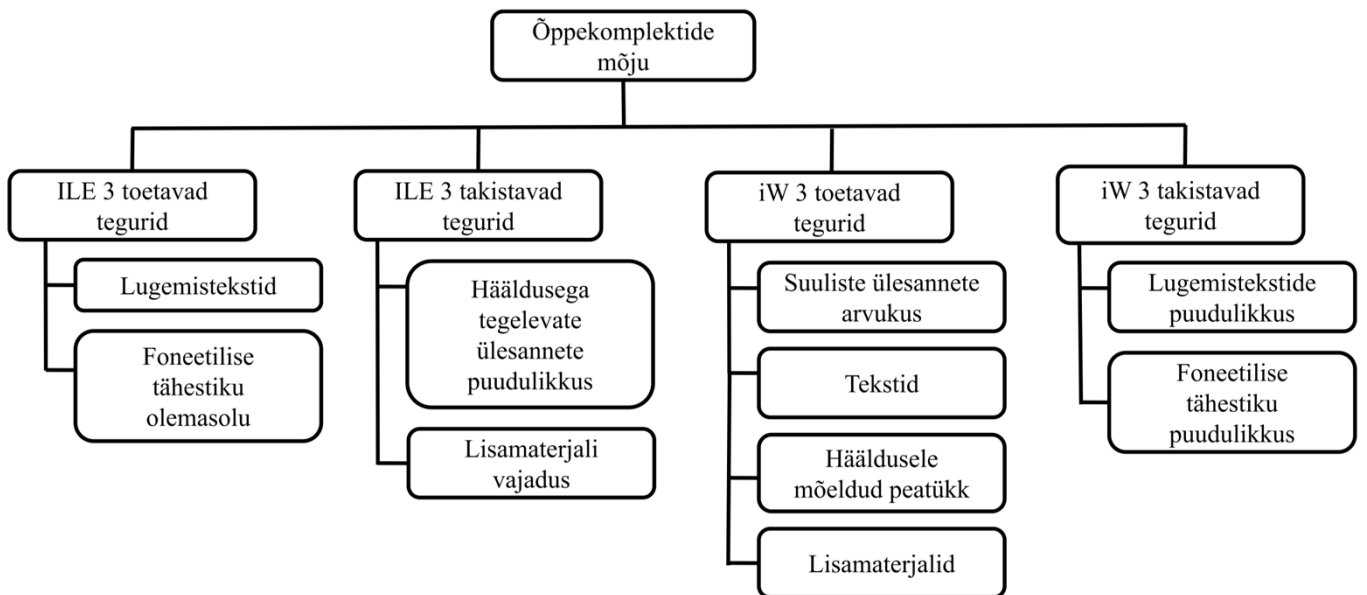 Õppekomplektide
mõju
ILE 3 toetavad
tegurid
Lugemistekstid
Foneetilise
tähestiku
olemasolu
ILE 3 takistavad
tegurid
Hääldusega
tegelevate
ülesannete
puudulikkus
Lisamaterjali
vajadus
iW 3 toetavad
tegurid
Suuliste ülesannete
arvukus
Tekstid
Hääldusele
mõeldud peatükk
Lisamaterjalid
iW 3 takistavad
tegurid
Lugemistekstide
puudulikkus
Foneetilise
tähestiku
puudulikkus